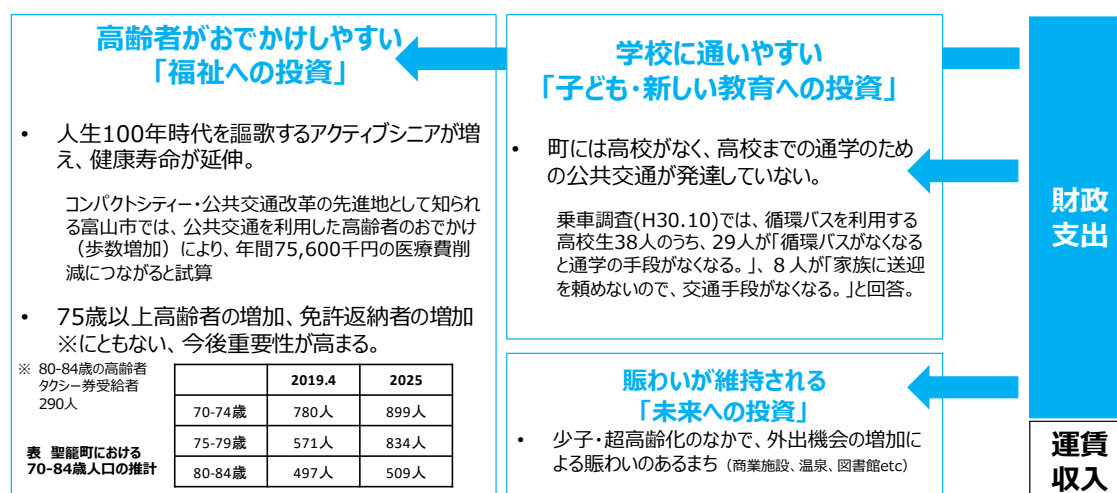 高齢者がおでかけしやすい
「福祉への投資」
• 人生100年時代を謳歌するアクティブシニアが増
え、健康寿命が延伸。
コンパクトシティー・公共交通改革の先進地として知られ
る富山市では、公共交通を利用した高齢者のおでかけ
（歩数増加）により、年間75,600千円の医療費削
減につながると試算
• 75歳以上高齢者の増加、免許返納者の増加
※にともない、今後重要性が高まる。
※ 80-84歳の高齢者
タクシー券受給者
290人
表 聖籠町における
70-84歳人口の推計
2019.4 2025
70-74歳 780人 899人
75-79歳 571人 834人
80-84歳 497人 509人
学校に通いやすい
「子ども・新しい教育への投資」
• 町には高校がなく、高校までの通学のため
の公共交通が発達していない。
乗車調査(H30.10)では、循環バスを利用する
高校生38人のうち、29人が「循環バスがなくなる
と通学の手段がなくなる。」、８人が「家族に送迎
を頼めないので、交通手段がなくなる。」と回答。
賑わいが維持される
「未来への投資」
• 少子・超高齢化のなかで、外出機会の増加に
よる賑わいのあるまち（商業施設、温泉、図書館etc）
財政
支出
運賃
収入